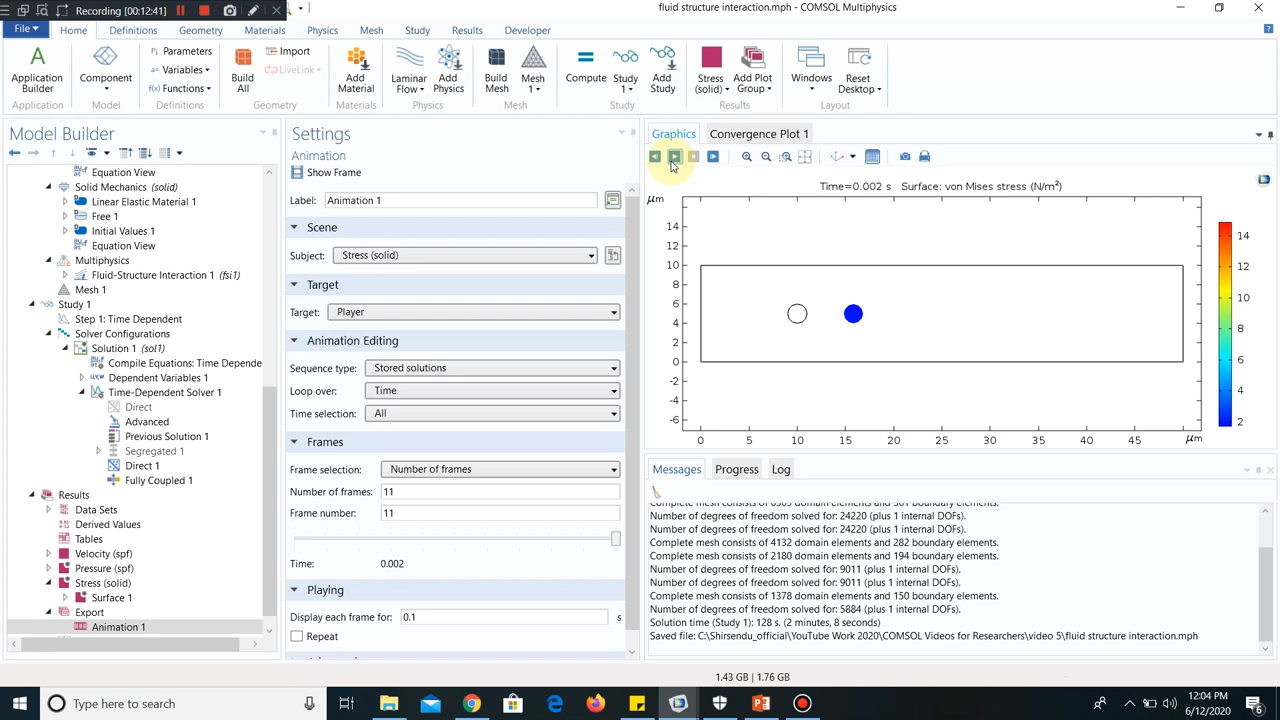 Recording [00:12:41]
fluid structure interaction.mph - COMSOL Multiphysics
File Home Definitions Geometry Materials Physics Mesh Study Results Developer
Application Builder
Component 1
Pi Parameters
a= Variables
f(x) Functions
Build All
Import
LiveLink
Add Material
Laminar Flow
Add Physics
Build Mesh
Mesh 1
Compute
Study 1
Add Study
Stress (solid)
Add Plot Group
Windows
Reset Desktop
Application Model Definitions Geometry Materials Physics Mesh Study Results Layout
Model Builder
Equation View
Solid Mechanics (solid)
Linear Elastic Material 1
Free 1
Initial Values 1
Equation View
Multiphysics
Fluid-Structure Interaction 1 (fsi1)
Mesh 1
Study 1
Step 1: Time Dependent
Solver Configurations
Solution 1 (sol1)
Compile Equations: Time Depende
Dependent Variables 1
Time-Dependent Solver 1
Direct
Advanced
Previous Solution 1
Segregated 1
Direct 1
Fully Coupled 1
Results
Data Sets
Derived Values
Tables
Velocity (spf)
Pressure (spf)
Stress (solid)
Surface 1
Export
Animation 1
Settings
Animation
Show Frame
Label: Animation 1
Scene
Subject: Stress (solid)
Target
Target: Player
Animation Editing
Sequence type: Stored solutions
Loop over: Time
Time selection: All
Frames
Frame selection: Number of frames
Number of frames: 11
Frame number: 11
Time: 0.002
Playing
Display each frame for: 0.1 s
Repeat
Graphics Convergence Plot 1
Time=0.002 s Surface: von Mises stress (N/m²)
μm
14
12
10
8
6
4
2
0
-2
-4
-6
0 5 10 15 20 25 30 35 40 45 μm
14
12
10
8
6
4
2
Messages Progress Log
Number of degrees of freedom solved for: 24220 (plus 1 internal DOFs).
Number of degrees of freedom solved for: 24220 (plus 1 internal DOFs).
Complete mesh consists of 4132 domain elements and 282 boundary elements.
Complete mesh consists of 2180 domain elements and 194 boundary elements.
Number of degrees of freedom solved for: 9011 (plus 1 internal DOFs).
Number of degrees of freedom solved for: 9011 (plus 1 internal DOFs).
Complete mesh consists of 1378 domain elements and 150 boundary elements.
Number of degrees of freedom solved for: 5884 (plus 1 internal DOFs).
Solution time (Study 1): 128 s. (2 minutes, 8 seconds)
Saved file: C:\Shirsendu_official\YouTube Work 2020\COMSOL Videos for Researchers\video 5\fluid structure interaction.mph
1.43 GB | 1.76 GB
Type here to search
12:04 PM
6/12/2020
6